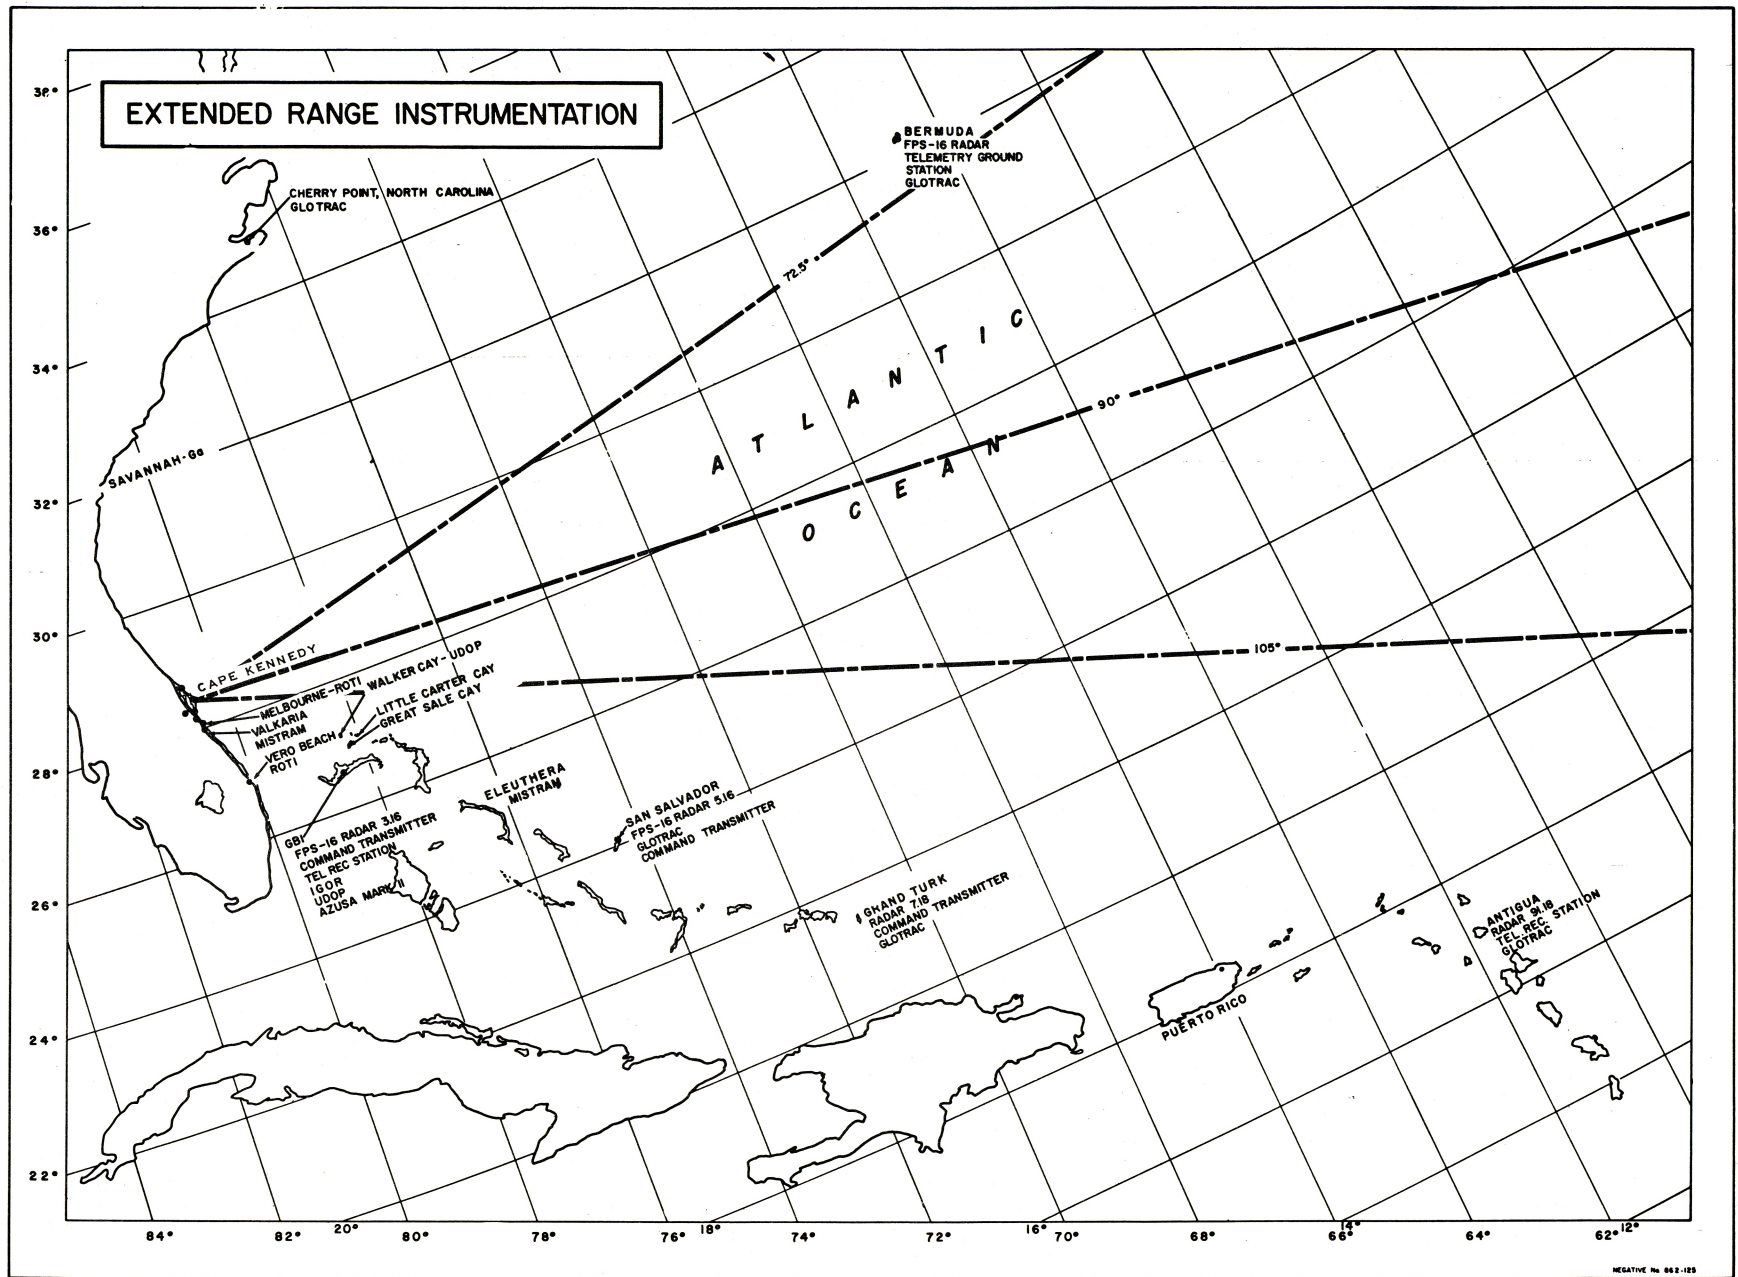 EXTENDED RANGE INSTRUMENTATION
38°
36°
34°
32°
30°
28°
26°
24°
22°
BERMUDA
FPS-16 RADAR
TELEMETRY GROUND
STATION
GLOTRAC
CHERRY POINT, NORTH CAROLINA
GLOTRAC
72.5°
ATLANTIC
OCEAN
90°
105°
SAVANNAH-Ga
CAPE KENNEDY
MELBOURNE-ROTI
WALKER CAY-UDOP
LITTLE CARTER CAY
GREAT SALE CAY
VALKARIA
MISTRAM
VERO BEACH
ROTI
ELEUTHERA
MISTRAM
SAN SALVADOR
FPS-16 RADAR 5.16
GLOTRAC
COMMAND TRANSMITTER
GBI
FPS-16 RADAR 3.16
COMMAND TRANSMITTER
TEL REC STATION
IGOR
UDOP
AZUSA MARK II
GRAND TURK
RADAR 7.18
COMMAND TRANSMITTER
GLOTRAC
ANTIGUA
RADAR 91.18
TEL. REC. STATION
GLOTRAC
PUERTO RICO
84°
82°
20°
80°
78°
76°
18°
74°
72°
16°
70°
68°
66°
14°
64°
62°
12°
NEGATIVE No 862-125